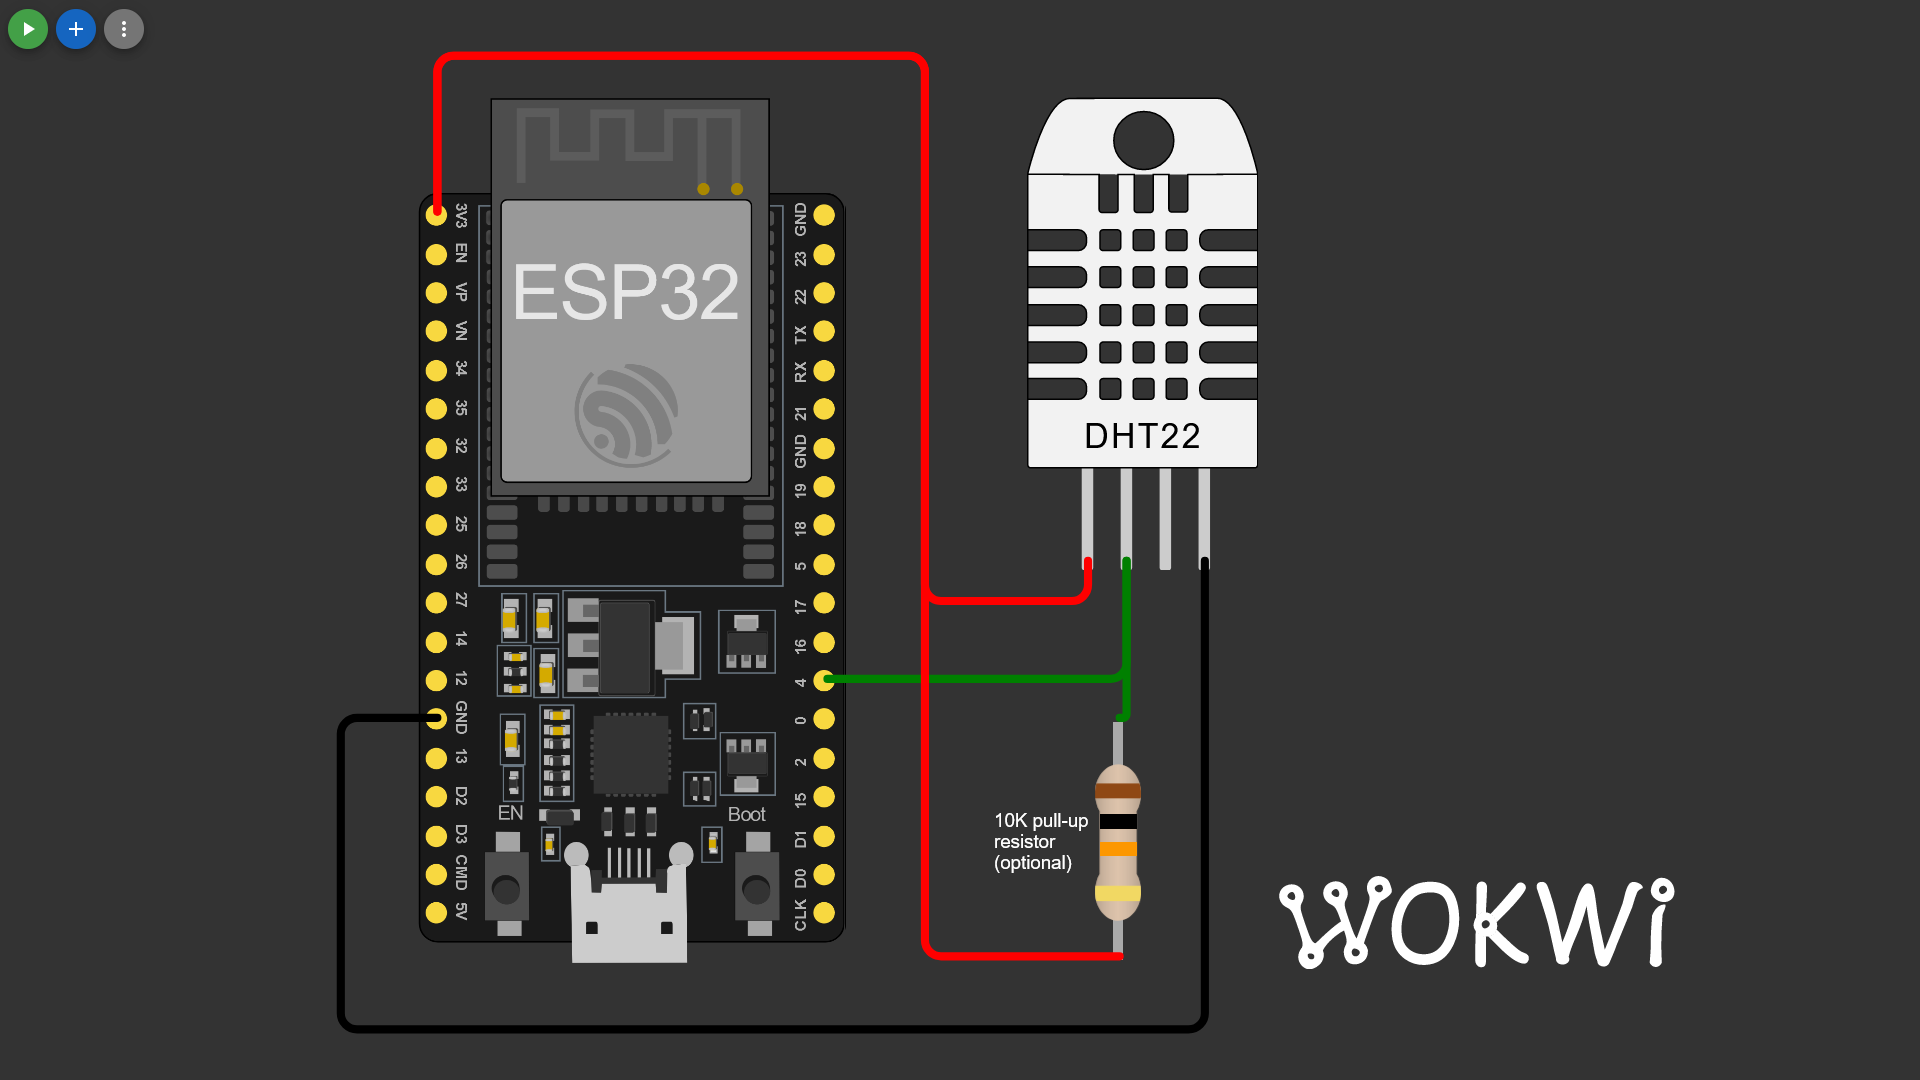 3V3
EN
VP
VN
34
35
32
33
25
26
27
14
12
GND
13
D2
D3
CMD
5V
ESP32
EN
Boot
GND
23
22
TX
RX
21
GND
19
18
5
17
16
4
0
2
15
D1
D0
CLK
DHT22
10K pull-up
resistor
(optional)
WOKWi